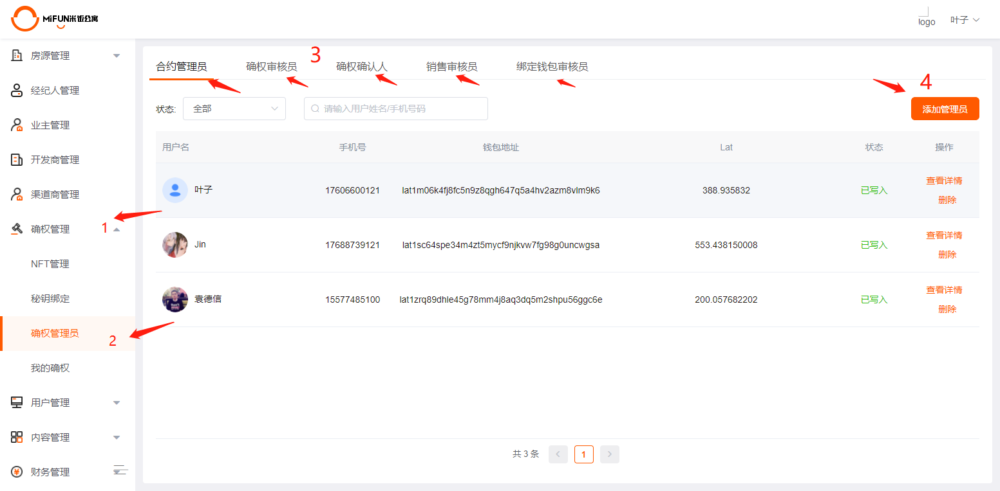 MiFUN米饭公寓
logo 叶子
房源管理
经纪人管理
业主管理
开发商管理
渠道商管理
确权管理 1
NFT管理
秘钥绑定
确权管理员 2
我的确权
用户管理
内容管理
财务管理
合约管理员 确权审核员 3 确权确认人 销售审核员 绑定钱包审核员
4
状态: 全部 请输入用户姓名/手机号码 添加管理员
用户名 手机号 钱包地址 Lat 状态 操作
叶子 17606600121 lat1m06k4fj8fc5n9z8qgh647q5a4hv2azm8vlm9k6 388.935832 已写入 查看详情
删除
Jin 17688739121 lat1sc64spe34m4zt5mycf9njkvw7fg98g0uncwgsa 553.438150008 已写入 查看详情
删除
袁德信 15577485100 lat1zrq89dhle45g78mm4j8aq3dq5m2shpu56ggc6e 200.057682202 已写入 查看详情
删除
共 3 条 1